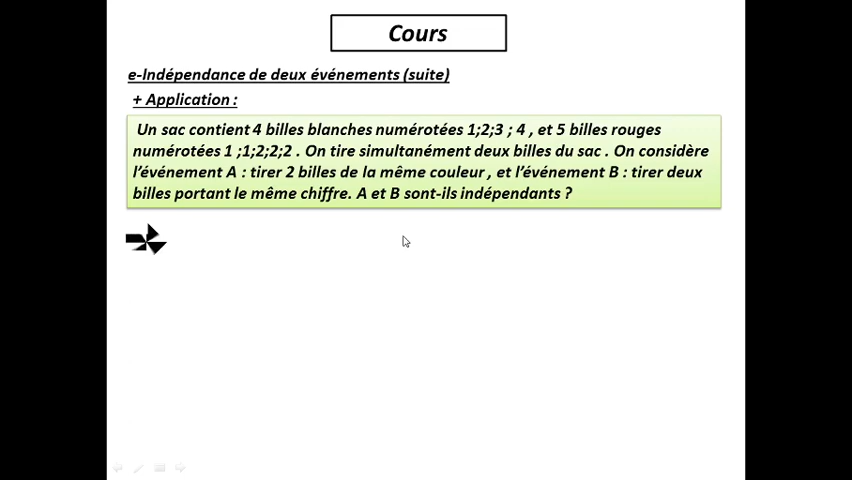 Cours
e-Indépendance de deux événements (suite)
+ Application :
Un sac contient 4 billes blanches numérotées 1;2;3 ; 4 , et 5 billes rouges
numérotées 1 ;1;2;2;2 . On tire simultanément deux billes du sac . On considère
l'événement A : tirer 2 billes de la même couleur , et l'événement B : tirer deux
billes portant le même chiffre. A et B sont-ils indépendants ?